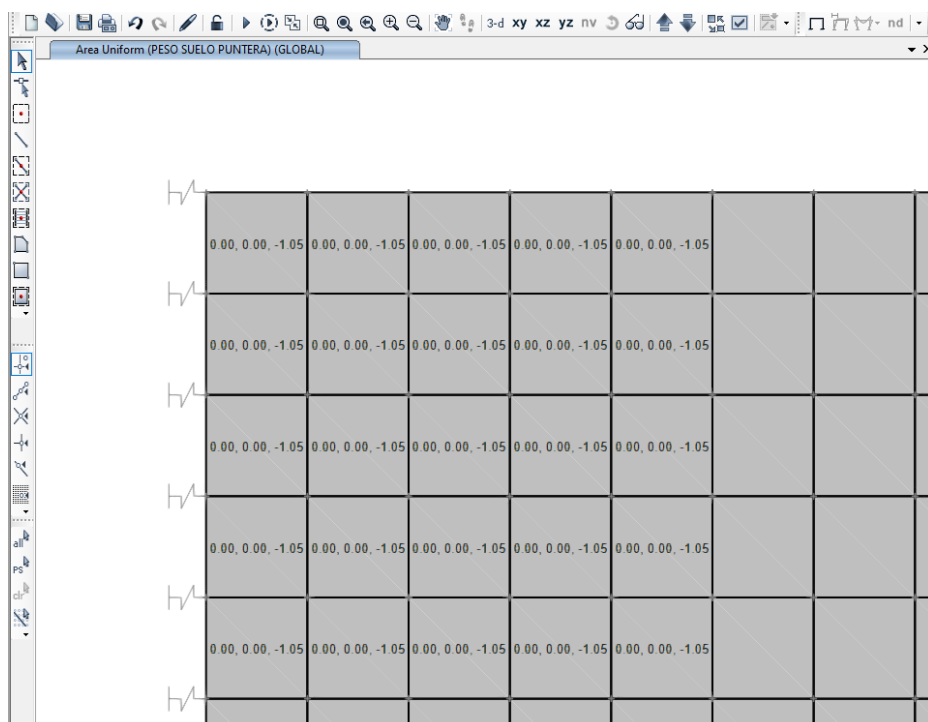 3-d xy xz yz nv nd
Area Uniform (PESO SUELO PUNTERA) (GLOBAL)
0.00, 0.00, -1.05 0.00, 0.00, -1.05 0.00, 0.00, -1.05 0.00, 0.00, -1.05 0.00, 0.00, -1.05
0.00, 0.00, -1.05 0.00, 0.00, -1.05 0.00, 0.00, -1.05 0.00, 0.00, -1.05 0.00, 0.00, -1.05
0.00, 0.00, -1.05 0.00, 0.00, -1.05 0.00, 0.00, -1.05 0.00, 0.00, -1.05 0.00, 0.00, -1.05
0.00, 0.00, -1.05 0.00, 0.00, -1.05 0.00, 0.00, -1.05 0.00, 0.00, -1.05 0.00, 0.00, -1.05
all
PS
clr
0.00, 0.00, -1.05 0.00, 0.00, -1.05 0.00, 0.00, -1.05 0.00, 0.00, -1.05 0.00, 0.00, -1.05